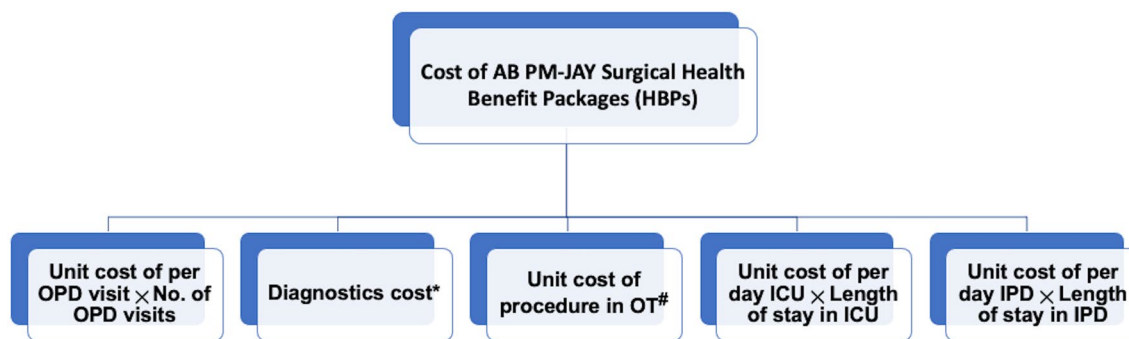 Cost of AB PM-JAY Surgical Health
Benefit Packages (HBPs)
Unit cost of per
OPD visit × No. of
OPD visits
Diagnostics cost*
Unit cost of
procedure in OT#
Unit cost of per
day ICU × Length
of stay in ICU
Unit cost of per
day IPD × Length
of stay in IPD